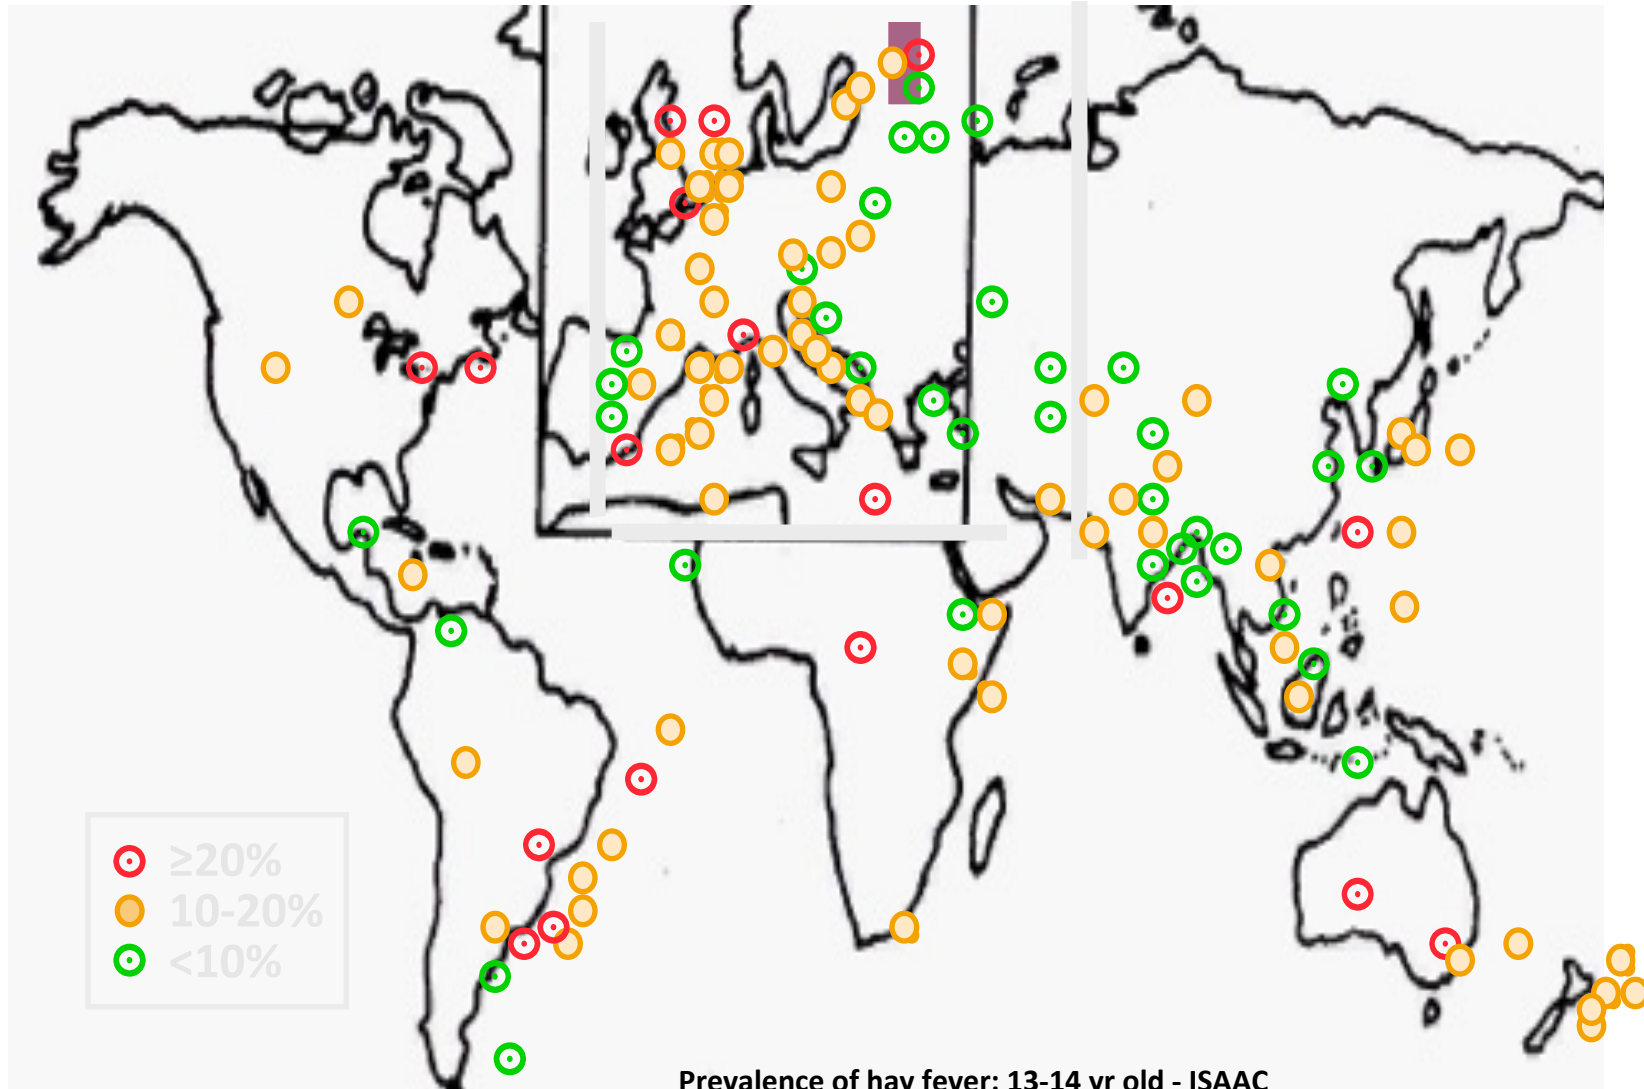 ≥20%
10-20%
<10%
Prevalence of hay fever: 13-14 yr old - ISAAC